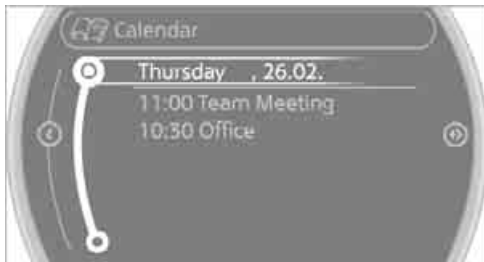 Calendar
Thursday , 26.02.
11:00 Team Meeting
10:30 Office